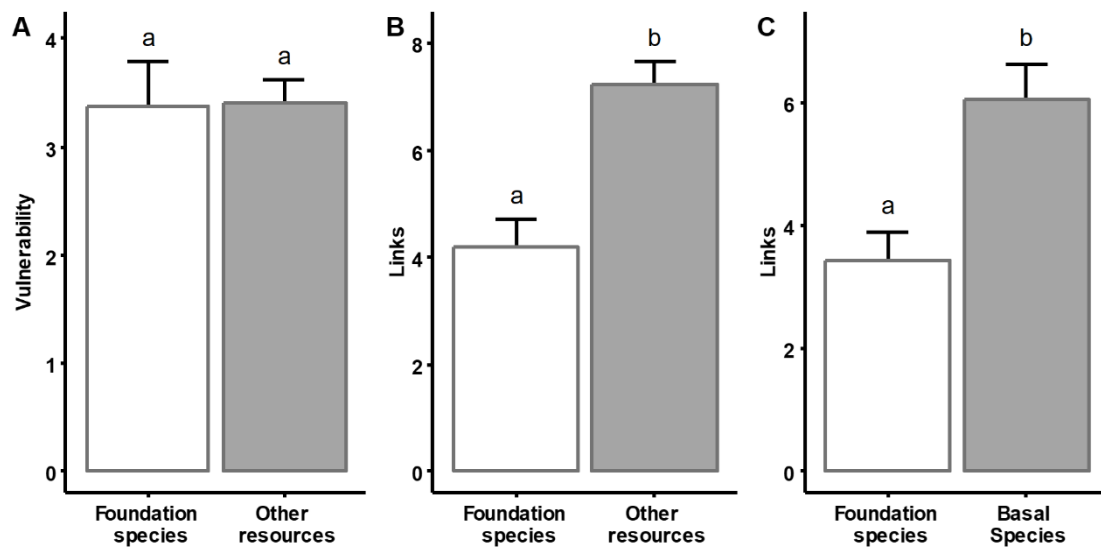 A
Vulnerability
4
3
2
1
0
a
a
Foundation
species
Other
resources
B
Links
8
6
4
2
0
a
b
Foundation
species
Other
resources
C
Links
6
4
2
0
a
b
Foundation
species
Basal
Species